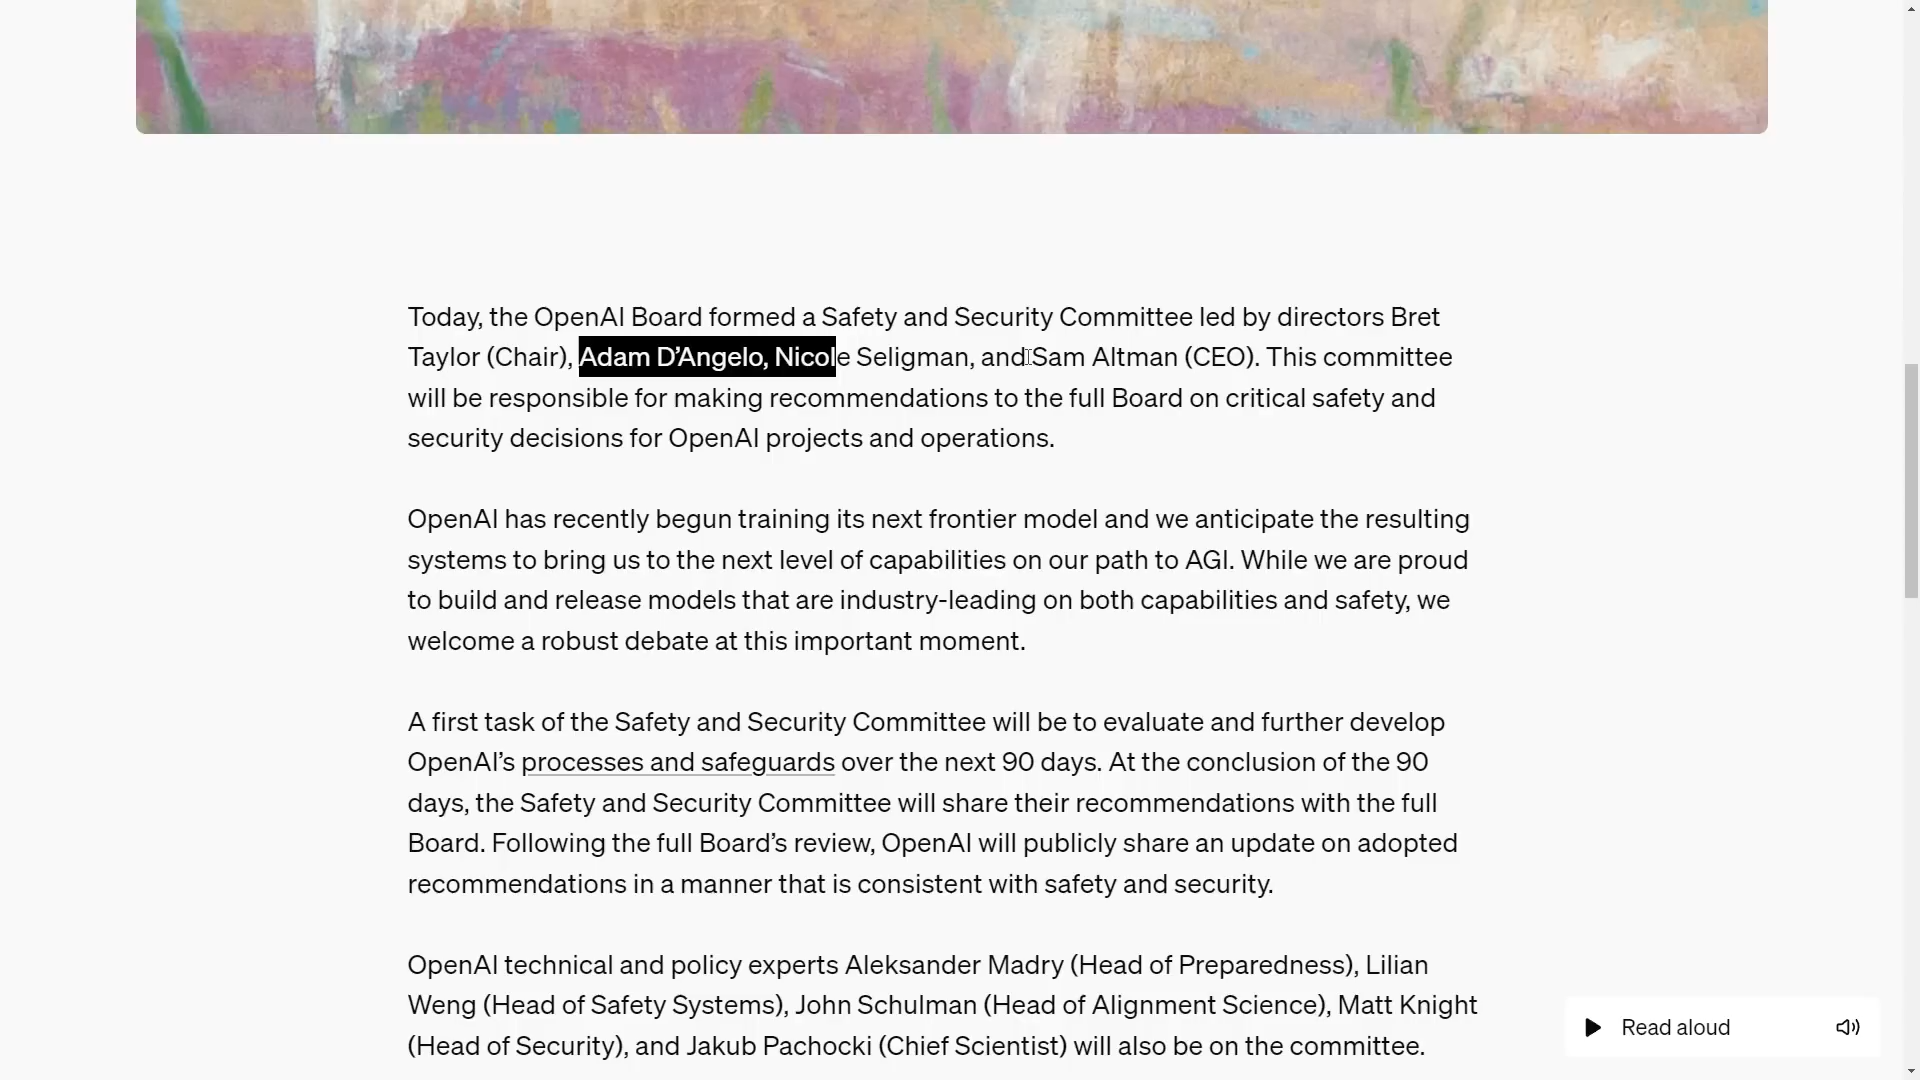 Today, the OpenAI Board formed a Safety and Security Committee led by directors Bret
Taylor (Chair), Adam D’Angelo, Nicole Seligman, and Sam Altman (CEO). This committee
will be responsible for making recommendations to the full Board on critical safety and
security decisions for OpenAI projects and operations.
OpenAI has recently begun training its next frontier model and we anticipate the resulting
systems to bring us to the next level of capabilities on our path to AGI. While we are proud
to build and release models that are industry-leading on both capabilities and safety, we
welcome a robust debate at this important moment.
A first task of the Safety and Security Committee will be to evaluate and further develop
OpenAI’s processes and safeguards over the next 90 days. At the conclusion of the 90
days, the Safety and Security Committee will share their recommendations with the full
Board. Following the full Board’s review, OpenAI will publicly share an update on adopted
recommendations in a manner that is consistent with safety and security.
OpenAI technical and policy experts Aleksander Madry (Head of Preparedness), Lilian
Weng (Head of Safety Systems), John Schulman (Head of Alignment Science), Matt Knight
(Head of Security), and Jakub Pachocki (Chief Scientist) will also be on the committee.
Read aloud